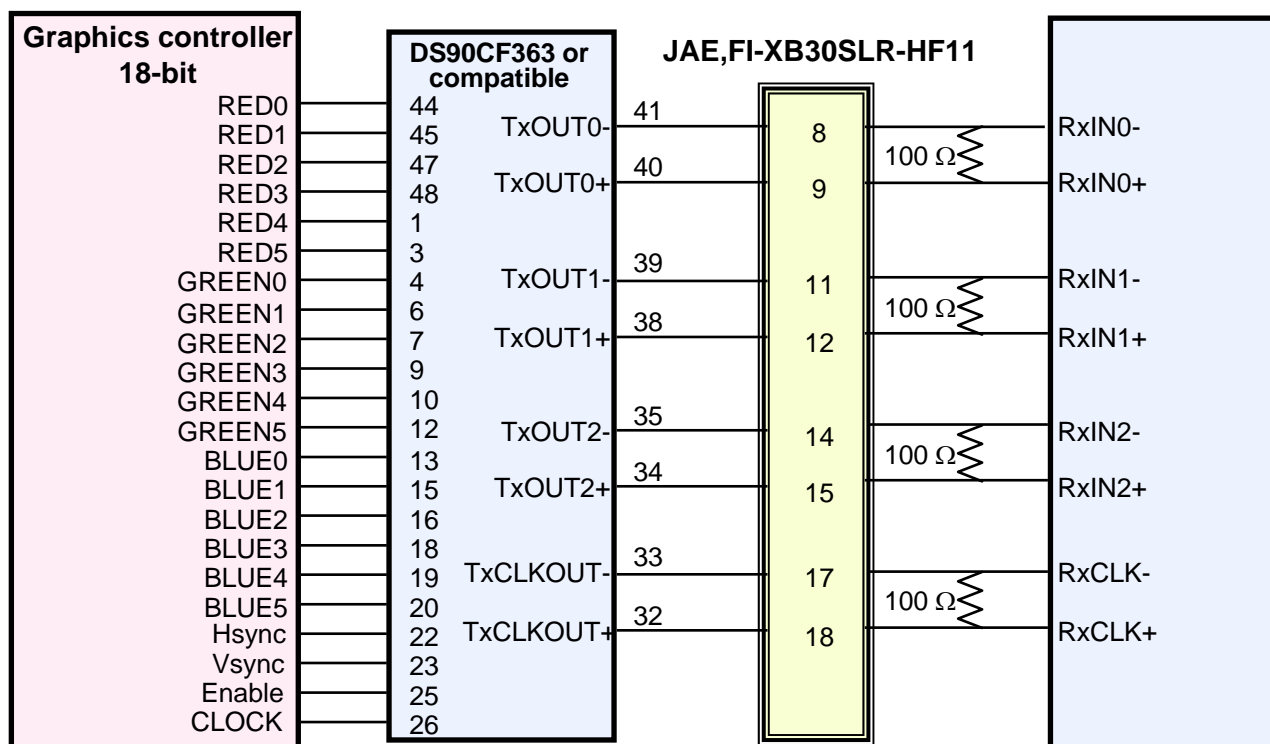 Graphics controller
18-bit
RED0
RED1
RED2
RED3
RED4
RED5
GREEN0
GREEN1
GREEN2
GREEN3
GREEN4
GREEN5
BLUE0
BLUE1
BLUE2
BLUE3
BLUE4
BLUE5
Hsync
Vsync
Enable
CLOCK
DS90CF363 or
compatible
44
45
47
48
1
3
4
6
7
9
10
12
13
15
16
18
19
20
22
23
25
26
TxOUT0-
TxOUT0+
TxOUT1-
TxOUT1+
TxOUT2-
TxOUT2+
TxCLKOUT-
TxCLKOUT+
41
40
39
38
35
34
33
32
JAE,FI-XB30SLR-HF11
8
9
11
12
14
15
17
18
100 Ω
100 Ω
100 Ω
100 Ω
RxIN0-
RxIN0+
RxIN1-
RxIN1+
RxIN2-
RxIN2+
RxCLK-
RxCLK+